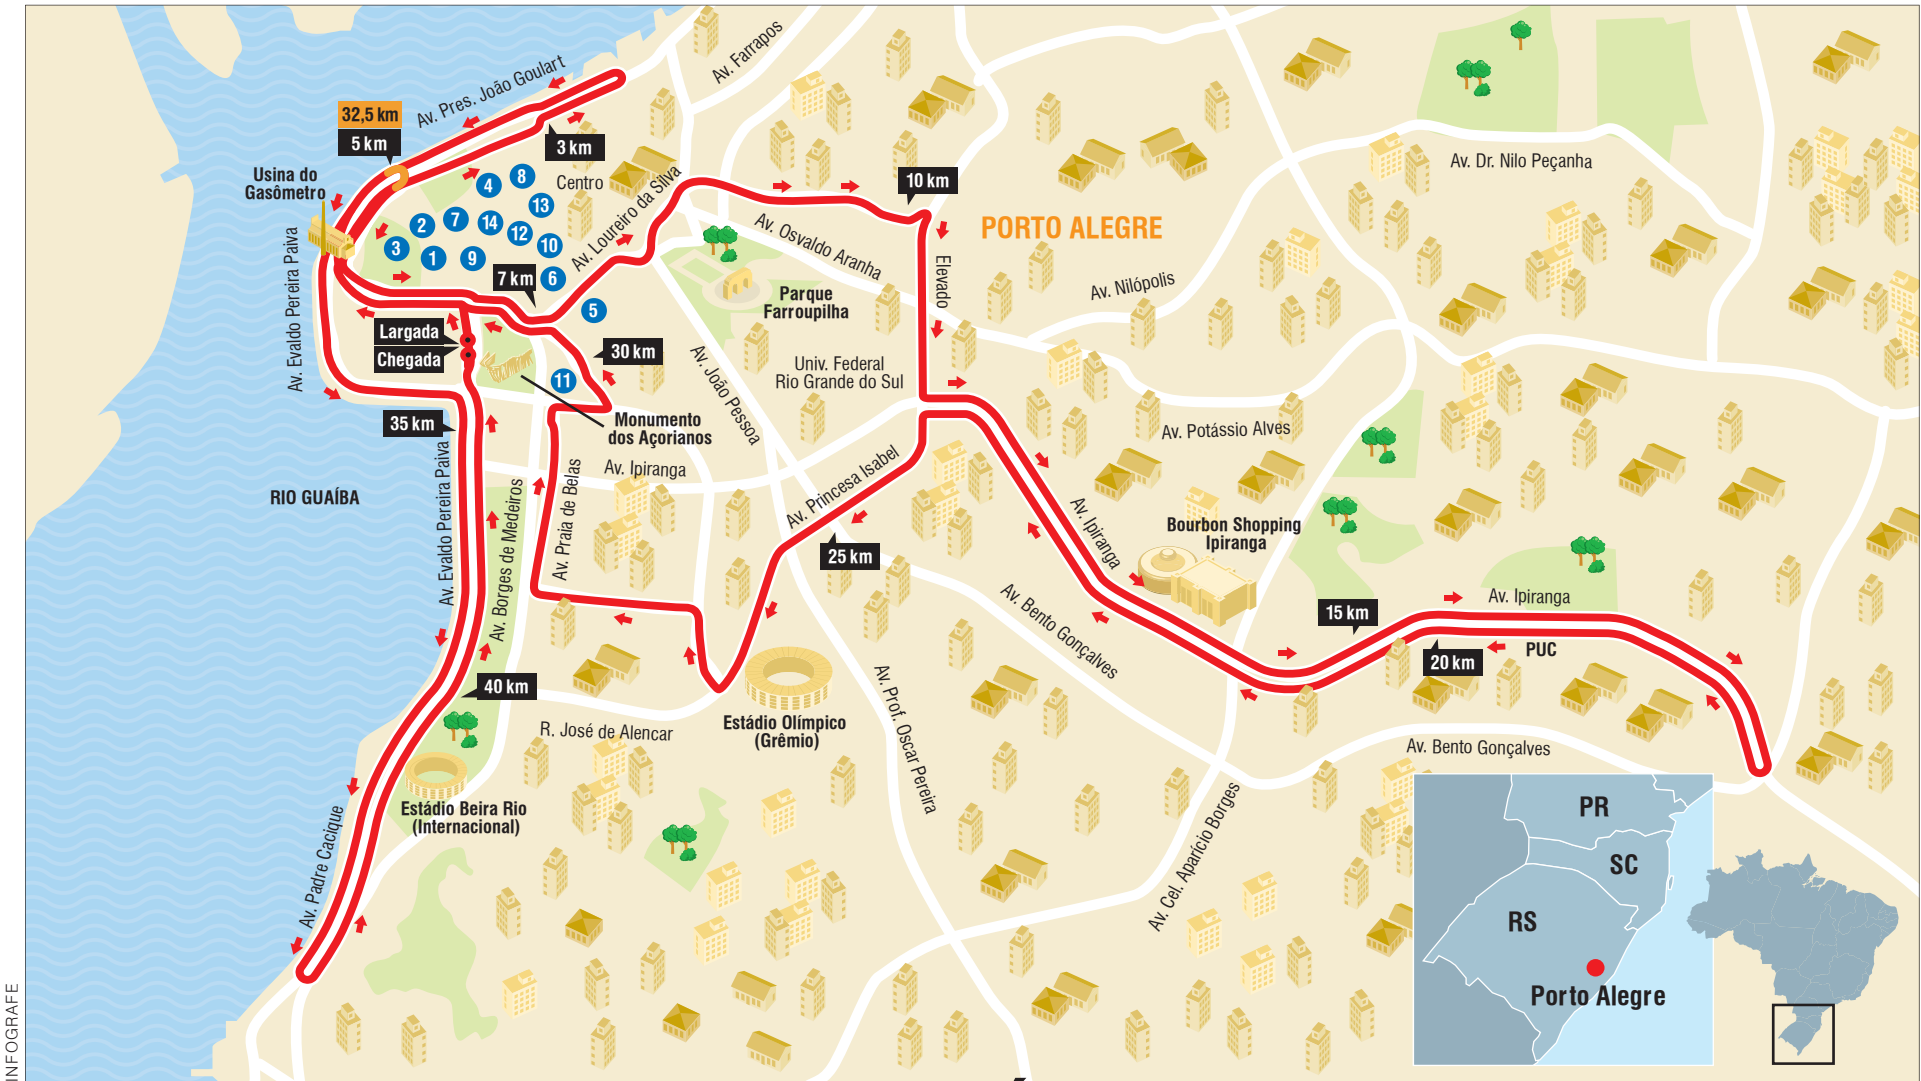 Av. Farrapos
Av. Pres. João Goulart
32,5 km
5 km
3 km
Usina do
Gasômetro
Centro
4
8
13
2
7
14
12
10
3
1
9
6
5
11
Av. Loureiro da Silva
10 km
PORTO ALEGRE
Av. Dr. Nilo Peçanha
Av. Osvaldo Aranha
Elevado
Av. Nilópolis
7 km
Parque
Farroupilha
Av. Evaldo Pereira Paiva
Largada
Chegada
30 km
Av. João Pessoa
Univ. Federal
Rio Grande do Sul
Monumento
dos Açorianos
35 km
Av. Ipiranga
Av. Potássio Alves
RIO GUAÍBA
Av. Evaldo Pereira Paiva
Av. Borges de Medeiros
Av. Praia de Belas
Av. Princesa Isabel
25 km
Av. Ipiranga
Bourbon Shopping
Ipiranga
Av. Bento Gonçalves
15 km
Av. Ipiranga
20 km
PUC
40 km
R. José de Alencar
Estádio Olímpico
(Grêmio)
Av. Prof. Oscar Pereira
Av. Bento Gonçalves
Estádio Beira Rio
(Internacional)
Av. Padre Cacique
Av. Cel. Aparício Borges
PR
SC
RS
Porto Alegre
INFOGRAFE